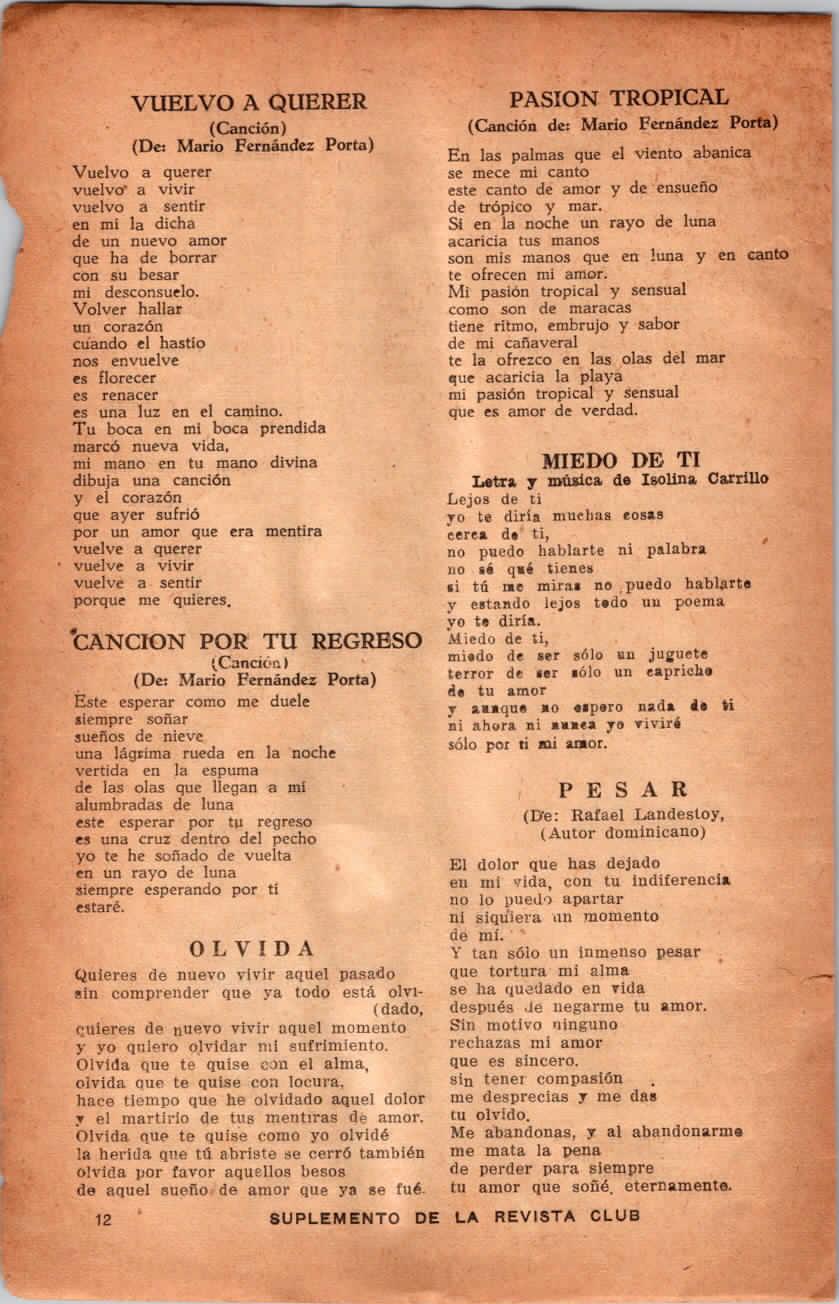 VUELVO A QUERER
(Canción)
(De: Mario Fernández Porta)
Vuelvo a querer
vuelvo a vivir
vuelvo a sentir
en mi la dicha
de un nuevo amor
que ha de borrar
con su besar
mi desconsuelo.
Volver hallar
un corazón
cuando el hastío
nos envuelve
es florecer
es renacer
es una luz en el camino.
Tu boca en mi boca prendida
marcó nueva vida,
mi mano en tu mano divina
dibuja una canción
y el corazón
que ayer sufrió
por un amor que era mentira
vuelve a querer
vuelve a vivir
vuelve a sentir
porque me quieres.
CANCION POR TU REGRESO
(Canción)
(De: Mario Fernández Porta)
Este esperar como me duele
siempre soñar
sueños de nieve
una lágrima rueda en la noche
vertida en la espuma
de las olas que llegan a mí
alumbradas de luna
este esperar por tu regreso
es una cruz dentro del pecho
yo te he soñado de vuelta
en un rayo de luna
siempre esperando por ti
estaré.
OLVIDA
Quieres de nuevo vivir aquel pasado
sin comprender que ya todo está olvi-
(dado,
quieres de nuevo vivir aquel momento
y yo quiero olvidar mi sufrimiento.
Olvida que te quise con el alma,
olvida que te quise con locura,
hace tiempo que he olvidado aquel dolor
y el martirio de tus mentiras de amor.
Olvida que te quise como yo olvidé
la herida que tú abriste se cerró también
olvida por favor aquellos besos
de aquel sueño de amor que ya se fué.
PASION TROPICAL
(Canción de: Mario Fernández Porta)
En las palmas que el viento abanica
se mece mi canto
este canto de amor y de ensueño
de trópico y mar.
Si en la noche un rayo de luna
acaricia tus manos
son mis manos que en luna y en canto
te ofrecen mi amor.
Mi pasión tropical y sensual
como son de maracas
tiene ritmo, embrujo y sabor
de mi cañaveral
te la ofrezco en las olas del mar
que acaricia la playa
mi pasión tropical y sensual
que es amor de verdad.
MIEDO DE TI
Letra y música de Isolina Carrillo
Lejos de ti
yo te diría muchas cosas
cerca de ti,
no puedo hablarte ni palabra
no sé qué tienes
si tú me miras no puedo hablarte
y estando lejos todo un poema
yo te diría.
Miedo de ti,
miedo de ser sólo un juguete
terror de ser sólo un capricho
de tu amor
y aunque no espero nada de ti
ni ahora ni nunca yo viviré
sólo por ti mi amor.
PESAR
(De: Rafael Landestoy,
(Autor dominicano)
El dolor que has dejado
en mi vida, con tu indiferencia
no lo puedo apartar
ni siquiera un momento
de mí.
Y tan sólo un inmenso pesar
que tortura mi alma
se ha quedado en vida
después de negarme tu amor.
Sin motivo ninguno
rechazas mi amor
que es sincero.
sin tener compasión
me desprecias y me das
tu olvido.
Me abandonas, y al abandonarme
me mata la pena
de perder para siempre
tu amor que soñé, eternamente.
12 SUPLEMENTO DE LA REVISTA CLUB